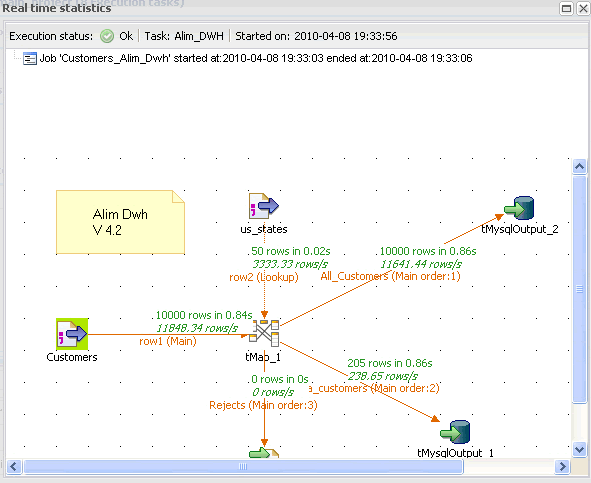 Real time statistics
Execution status: Ok Task: Alim_DWH Started on: 2010-04-08 19:33:56
Job 'Customers_Alim_Dwh' started at:2010-04-08 19:33:03 ended at:2010-04-08 19:33:06
Alim Dwh
V 4.2
us_states
tMysqlOutput_2
50 rows in 0.02s
3333.33 rows/s
row2 (Lookup)
10000 rows in 0.86s
11641.44 rows/s
All_Customers (Main order:1)
10000 rows in 0.84s
11848.34 rows/s
row1 (Main)
Customers
tMap_1
205 rows in 0.86s
238.65 rows/s
a_customers (Main order:2)
0 rows in 0s
0 rows/s
Rejects (Main order:3)
tMysqlOutput_1